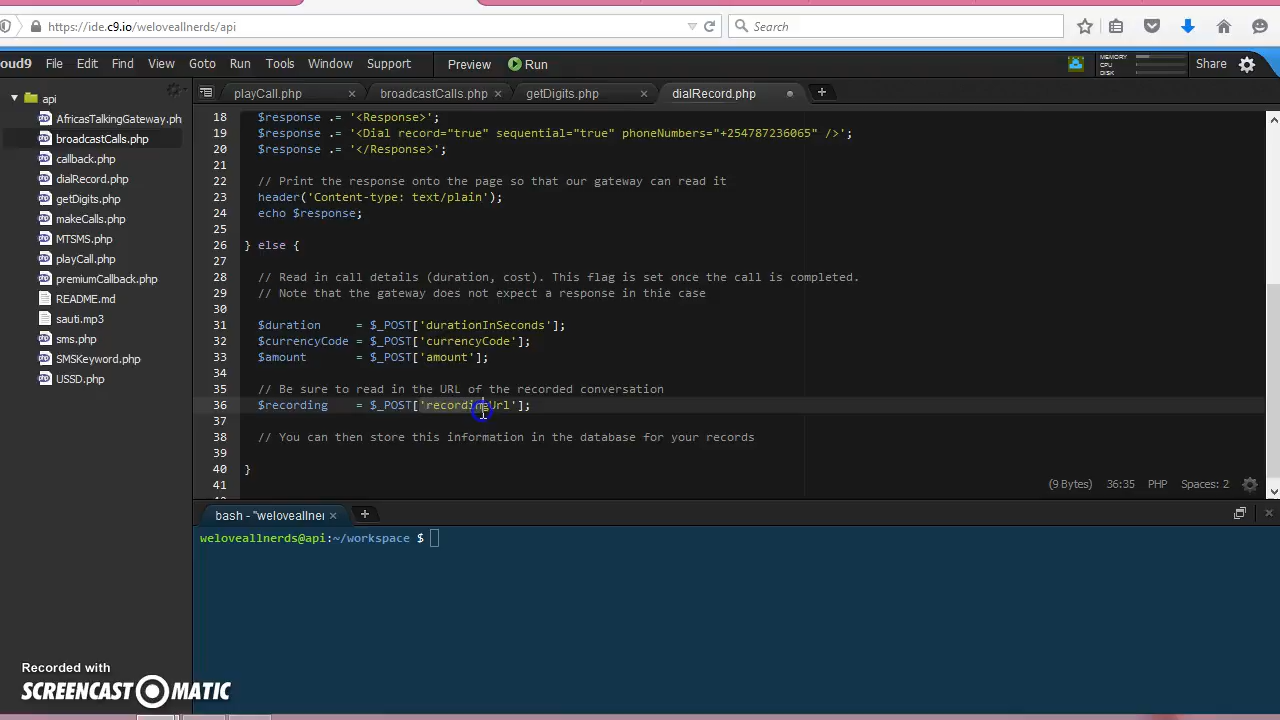 https://ide.c9.io/weloveallnerds/api
Search
oud9 File Edit Find View Goto Run Tools Window Support Preview Run MEMORY CPU DISK Share
api
AfricasTalkingGateway.ph
broadcastCalls.php
callback.php
dialRecord.php
getDigits.php
makeCalls.php
MTSMS.php
playCall.php
premiumCallback.php
README.md
sauti.mp3
sms.php
SMSKeyword.php
USSD.php
playCall.php × broadcastCalls.php × getDigits.php × dialRecord.php
18 $response .= '<Response>';
19 $response .= '<Dial record="true" sequential="true" phoneNumbers="+254787236065" />';
20 $response .= '</Response>';
21
22 // Print the response onto the page so that our gateway can read it
23 header('Content-type: text/plain');
24 echo $response;
25
26 } else {
27
28 // Read in call details (duration, cost). This flag is set once the call is completed.
29 // Note that the gateway does not expect a response in thie case
30
31 $duration = $_POST['durationInSeconds'];
32 $currencyCode = $_POST['currencyCode'];
33 $amount = $_POST['amount'];
34
35 // Be sure to read in the URL of the recorded conversation
36 $recording = $_POST['recordingUrl'];
37
38 // You can then store this information in the database for your records
39
40 }
41
(9 Bytes) 36:35 PHP Spaces: 2
bash - "weloveallner ×
weloveallnerds@api:~/workspace $
Recorded with
SCREENCAST MATIC